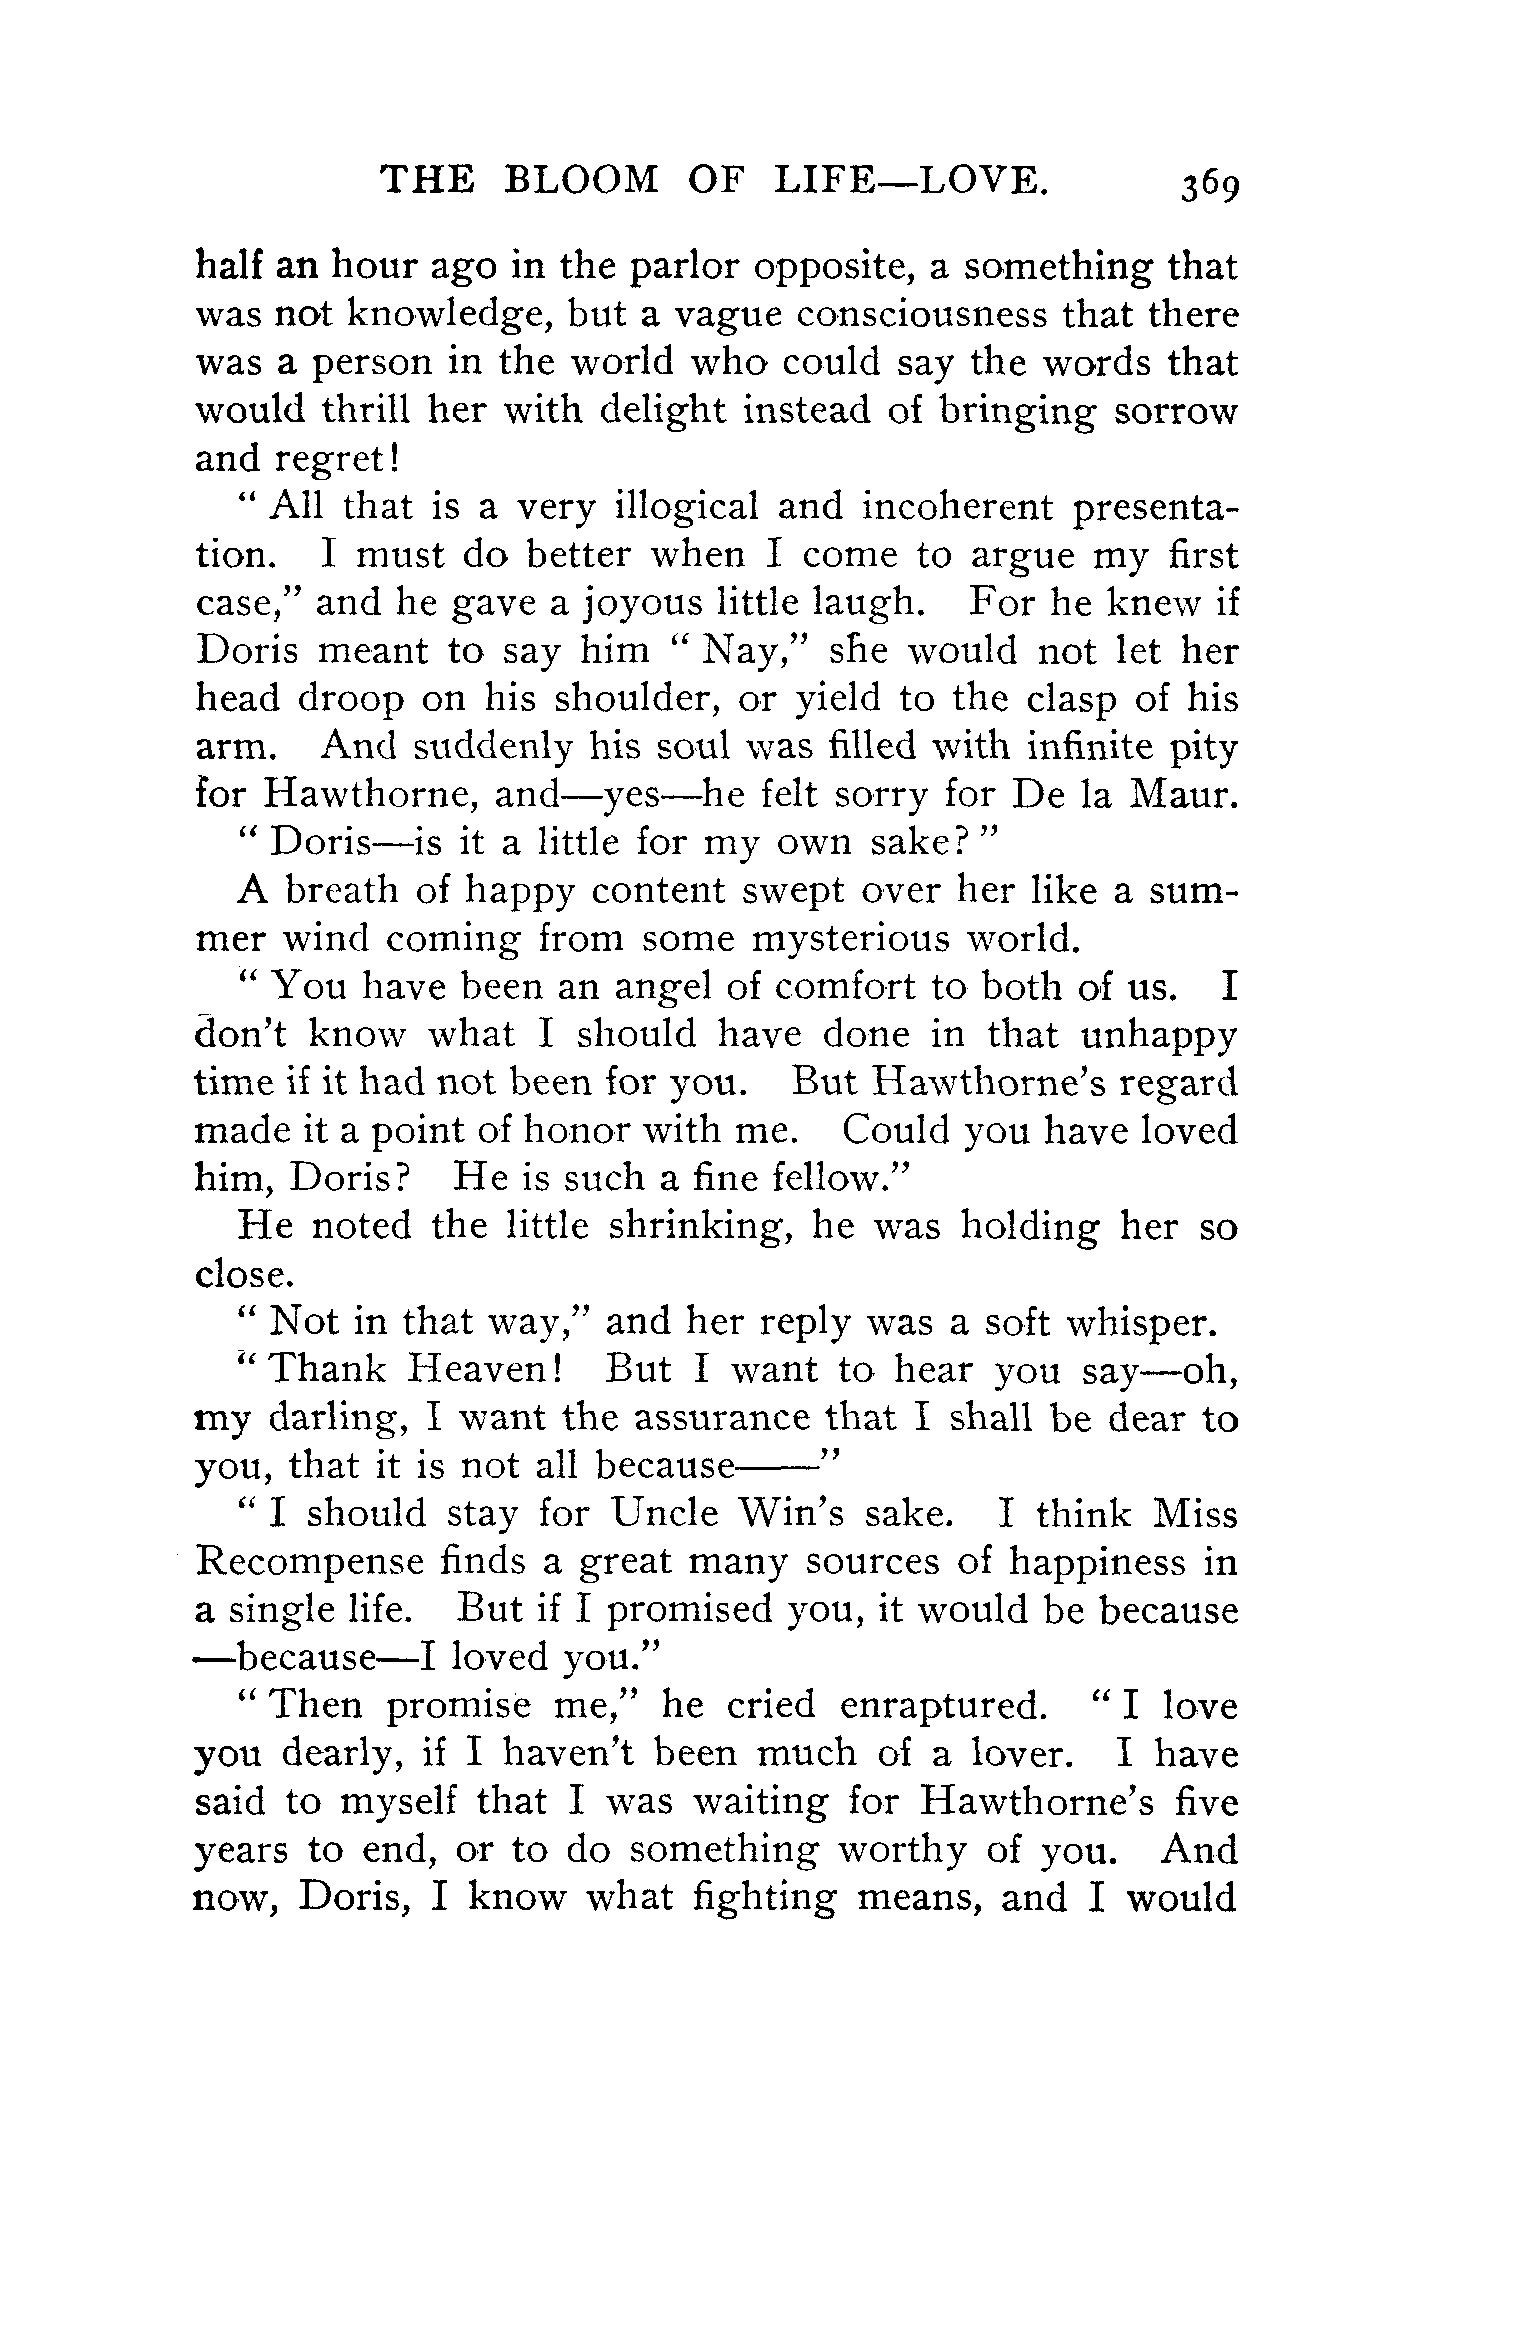 THE BLOOM OF LIFE—LOVE. 369
half an hour ago in the parlor opposite, a something that
was not knowledge, but a vague consciousness that there
was a person in the world who could say the words that
would thrill her with delight instead of bringing sorrow
and regret!
“ All that is a very illogical and incoherent presenta-
tion. I must do better when I come to argue my first
case,” and he gave a joyous little laugh. For he knew if
Doris meant to say him “ Nay,” she would not let her
head droop on his shoulder, or yield to the clasp of his
arm. And suddenly his soul was filled with infinite pity
for Hawthorne, and—yes—he felt sorry for De la Maur.
“ Doris—is it a little for my own sake? ”
A breath of happy content swept over her like a sum-
mer wind coming from some mysterious world.
“ You have been an angel of comfort to both of us. I
don't know what I should have done in that unhappy
time if it had not been for you. But Hawthorne's regard
made it a point of honor with me. Could you have loved
him, Doris? He is such a fine fellow.”
He noted the little shrinking, he was holding her so
close.
“ Not in that way,” and her reply was a soft whisper.
“ Thank Heaven! But I want to hear you say—oh,
my darling, I want the assurance that I shall be dear to
you, that it is not all because——”
“ I should stay for Uncle Win's sake. I think Miss
Recompense finds a great many sources of happiness in
a single life. But if I promised you, it would be because
—because—I loved you.”
“ Then promise me,” he cried enraptured. “ I love
you dearly, if I haven't been much of a lover. I have
said to myself that I was waiting for Hawthorne's five
years to end, or to do something worthy of you. And
now, Doris, I know what fighting means, and I would